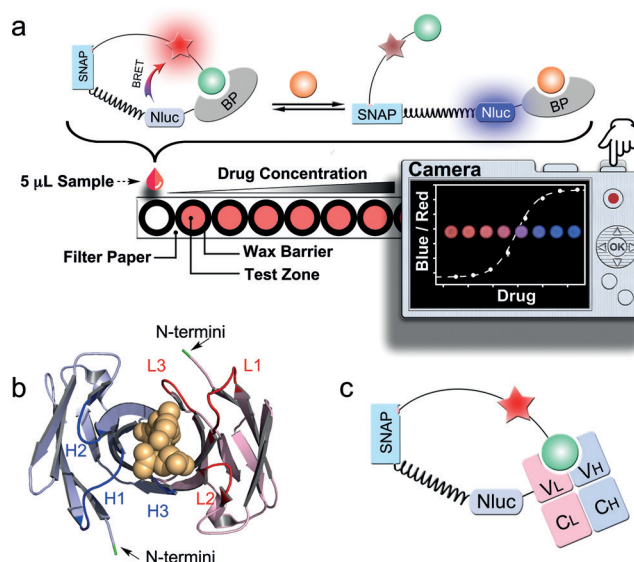 a
SNAP
BRET
Nluc
BP
SNAP
Nluc
BP
5 μL Sample
Drug Concentration
Filter Paper
Wax Barrier
Test Zone
Camera
Blue / Red
Drug
OK
b
N-termini
L3
L1
H2
H1
H3
L2
N-termini
c
SNAP
Nluc
VL
VH
CL
CH